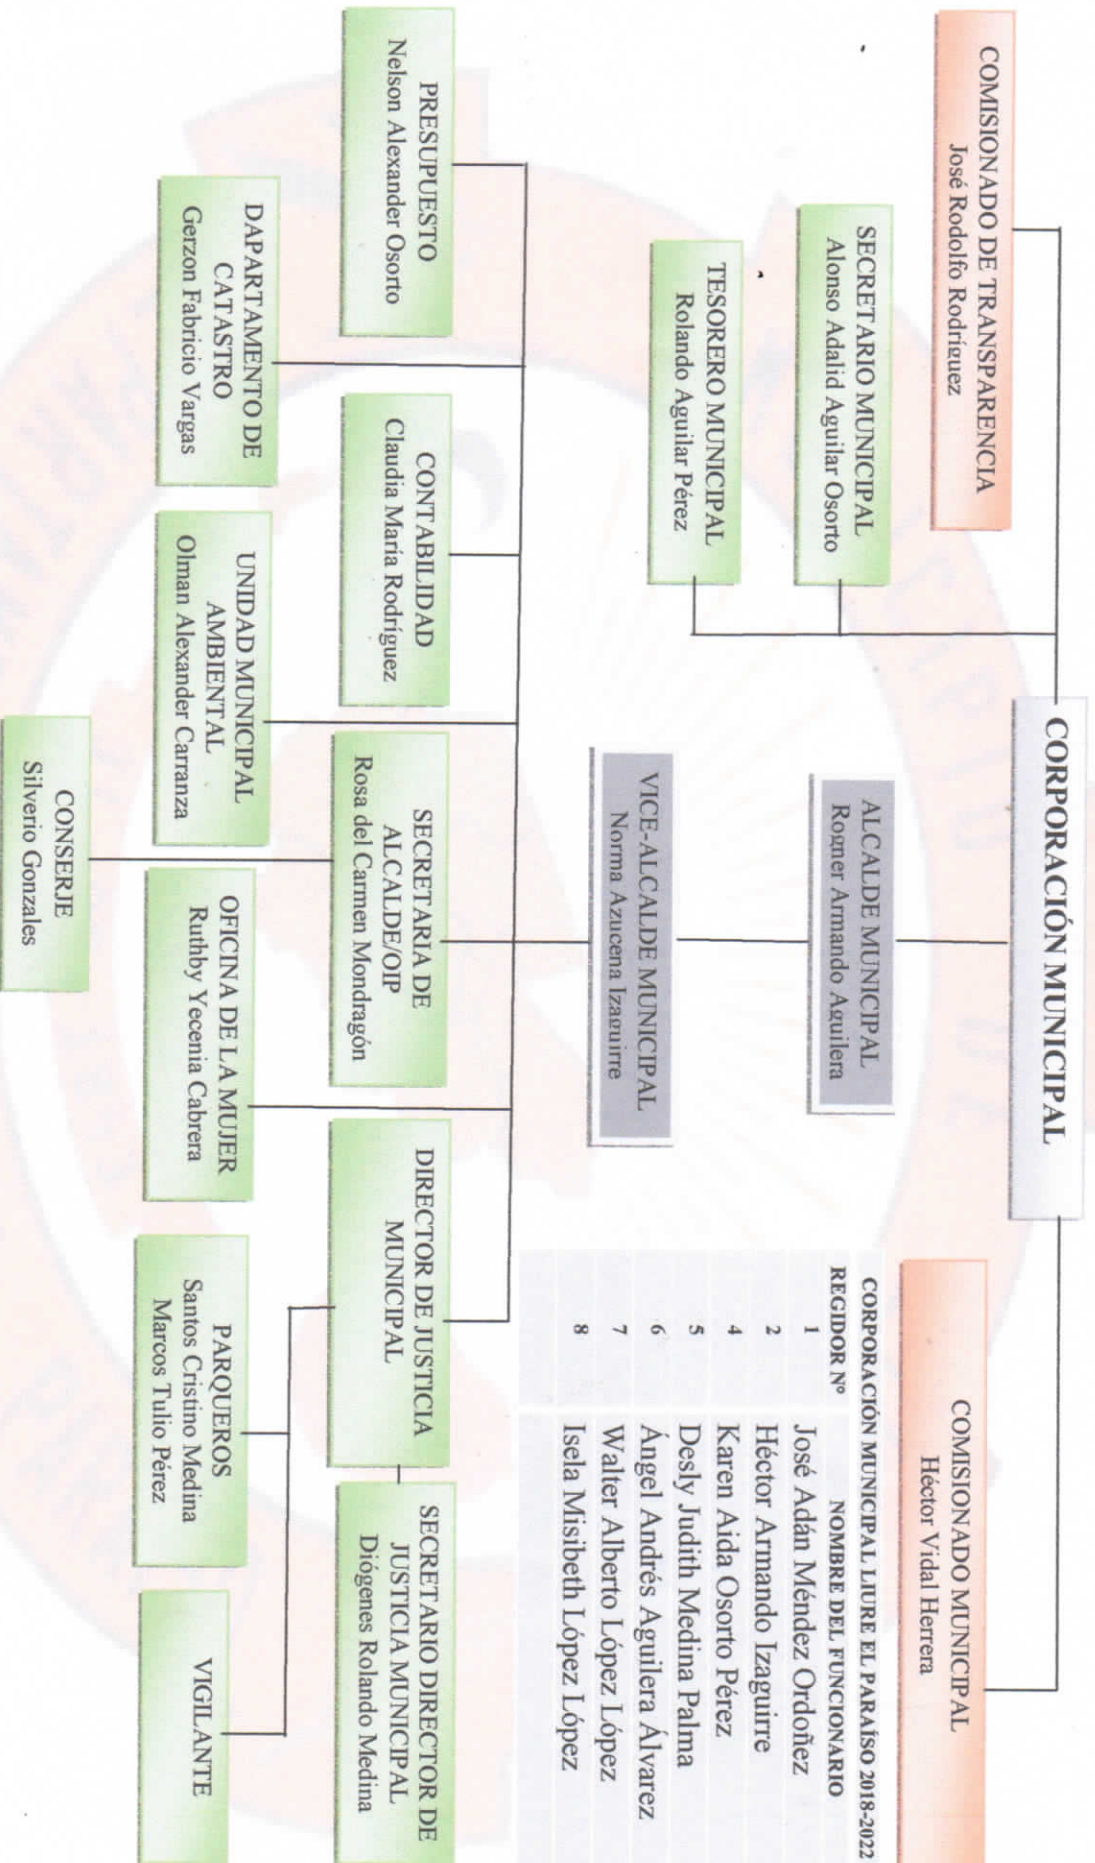 CORPORACIÓN MUNICIPAL
COMISIONADO DE TRANSPARENCIA
José Rodolfo Rodríguez
COMISIONADO MUNICIPAL
Héctor Vidal Herrera
SECRETARIO MUNICIPAL
Alonso Adalid Aguilar Osorto
TESORERO MUNICIPAL
Rolando Aguilar Pérez
ALCALDE MUNICIPAL
Rogner Armando Aguilera
VICE-ALCALDE MUNICIPAL
Norma Azucena Izaguirre
CORPORACIÓN MUNICIPAL LIURE EL PARAÍSO 2018-2022
REGIDOR Nº NOMBRE DEL FUNCIONARIO
1 José Adán Méndez Ordoñez
2 Héctor Armando Izaguirre
4 Karen Aida Osorto Pérez
5 Desly Judith Medina Palma
6 Ángel Andrés Aguilera Álvarez
7 Walter Alberto López López
8 Isela Misibeth López López
PRESUPUESTO
Nelson Alexander Osorto
CONTABILIDAD
Claudia María Rodríguez
SECRETARIA DE
ALCALDE/OIP
Rosa del Carmen Mondragón
DIRECTOR DE JUSTICIA
MUNICIPAL
SECRETARIO DIRECTOR DE
JUSTICIA MUNICIPAL
Diógenes Rolando Medina
DAPARTAMENTO DE
CATASTRO
Gerzon Fabricio Vargas
UNIDAD MUNICIPAL
AMBIENTAL
Olman Alexander Carranza
OFICINA DE LA MUJER
Ruthby Yecenia Cabrera
PARQUEROS
Santos Cristino Medina
Marcos Tulio Pérez
VIGILANTE
CONSERJE
Silverio Gonzales